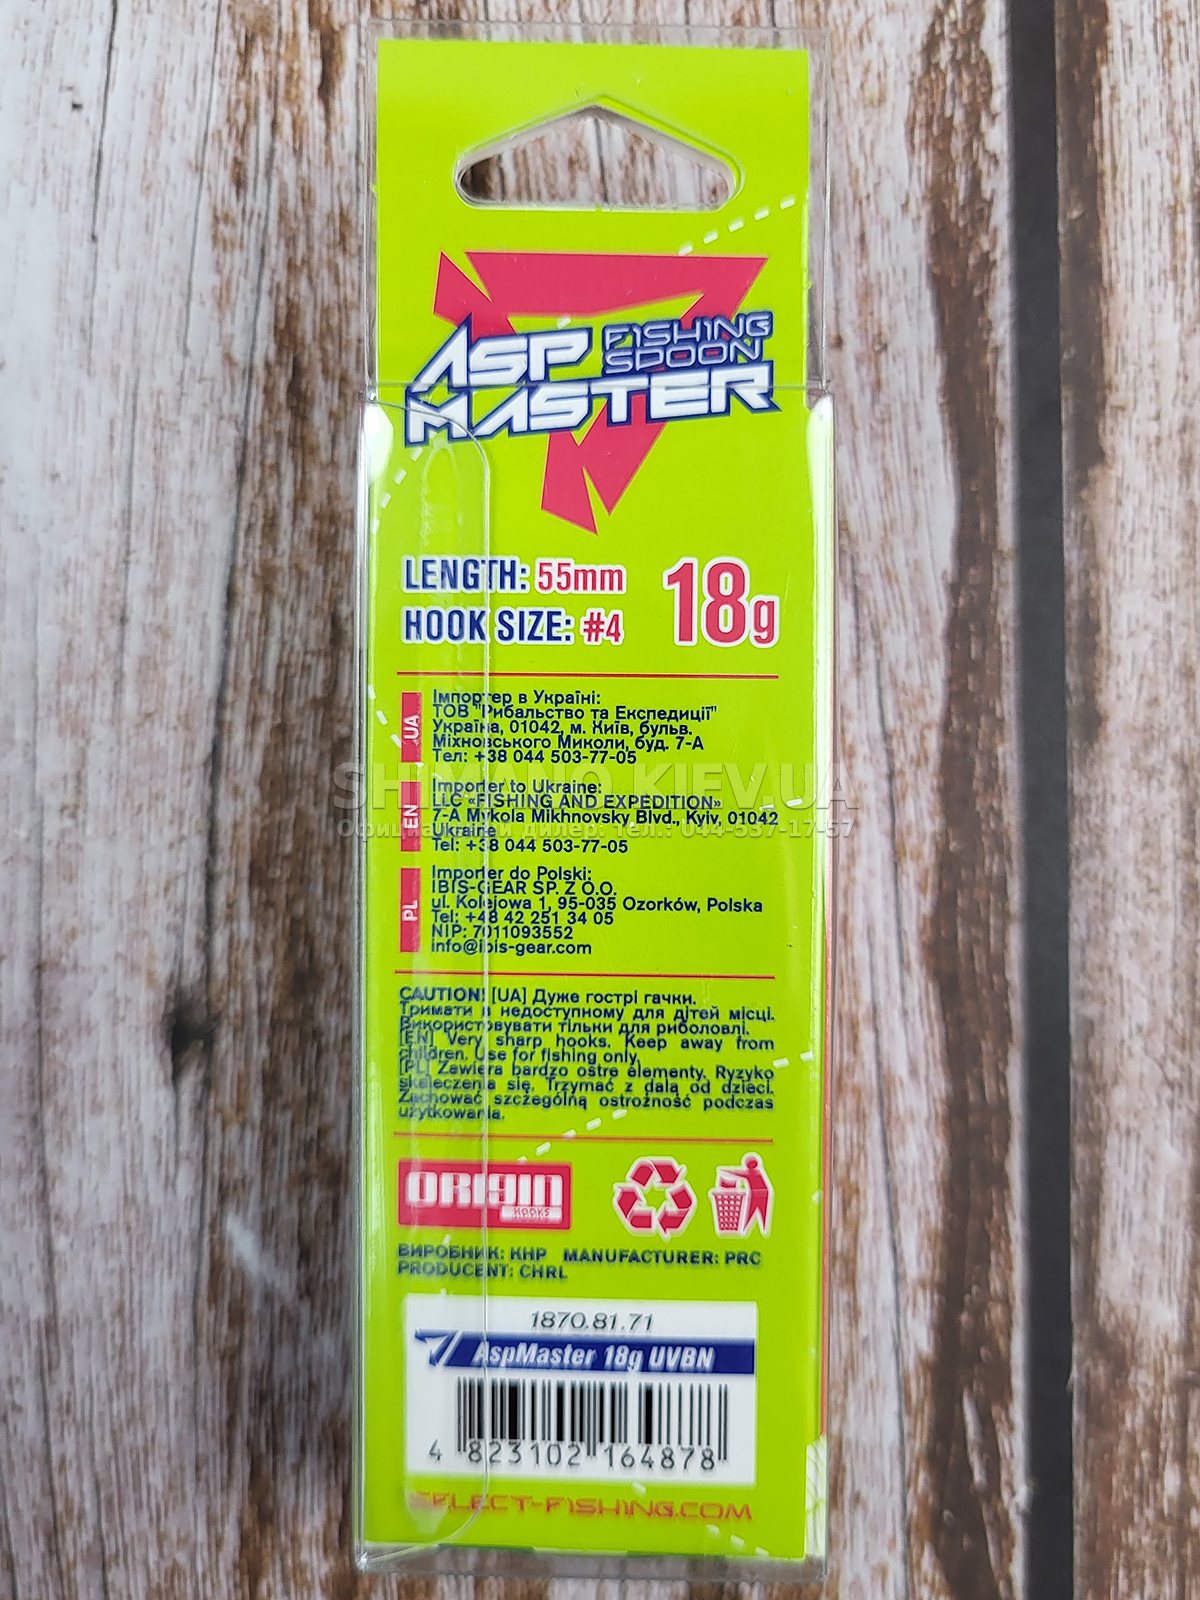 ASP FISHING
SPOON
MASTER
LENGTH: 55mm 18g
HOOK SIZE: #4
UA
Імпортер в Україні:
ТОВ "Рибальство та Експедиції"
Україна, 01042, м. Київ, бульв.
Міхновського Миколи, буд. 7-А
Тел: +38 044 503-77-05
SHIMANO.KIEV.UA
EN
Importer to Ukraine:
LLC «FISHING AND EXPEDITION»
7-A Mykola Mikhnovsky Blvd., Kyiv, 01042
Официальный дилер: тел.: 044-537-17-57
Ukraine
Tel: +38 044 503-77-05
PL
Importer do Polski:
IBIS-GEAR SP. Z O.O.
ul. Kolejowa 1, 95-035 Ozorków, Polska
Tel: +48 42 251 34 05
NIP: 7011093552
info@ibis-gear.com
CAUTION! [UA] Дуже гострі гачки.
Тримати в недоступному для дітей місці.
Використовувати тільки для риболовлі.
[EN] Very sharp hooks. Keep away from
children. Use for fishing only.
[PL] Zawiera bardzo ostre elementy. Ryzyko
skaleczenia się. Trzymać z dala od dzieci.
Zachować szczególną ostrożność podczas
użytkowania.
ORIGIN
HOOKS
ВИРОБНИК: КНР MANUFACTURER: PRC
PRODUCENT: CHRL
1870.81.71
AspMaster 18g UVBN
4 823102 164878
SELECT-FISHING.COM